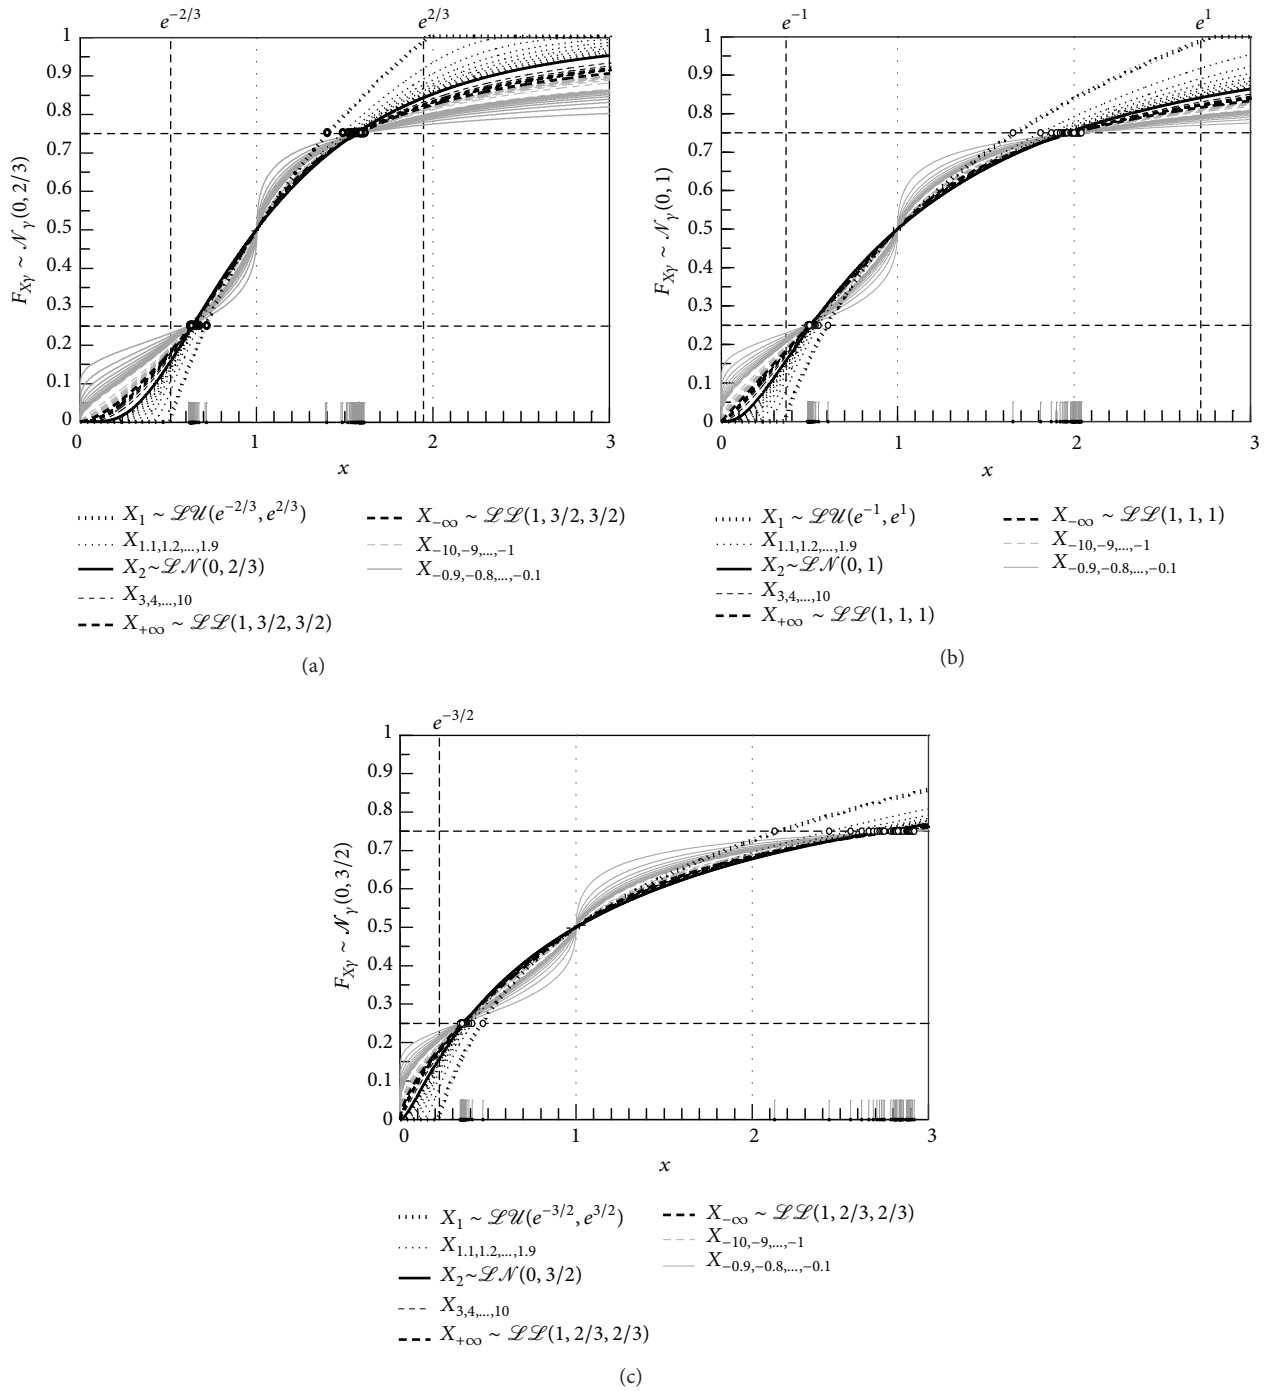 e^{-2/3} e^{2/3}
1
0.9
0.8
0.7
0.6
0.5
0.4
0.3
0.2
0.1
0
F_{Xγ} ~ 𝒩_γ(0, 2/3)
0 1 2 3
x
X_1 ~ ℒ𝒰(e^{-2/3}, e^{2/3})
X_{1.1,1.2,...,1.9}
X_2~ℒ𝒩(0, 2/3)
X_{3,4,...,10}
X_{+∞} ~ ℒℒ(1, 3/2, 3/2)
X_{-∞} ~ ℒℒ(1, 3/2, 3/2)
X_{-10,-9,...,-1}
X_{-0.9,-0.8,...,-0.1}
(a)
e^{-1} e^{1}
1
0.9
0.8
0.7
0.6
0.5
0.4
0.3
0.2
0.1
0
F_{Xγ} ~ 𝒩_γ(0, 1)
0 1 2 3
x
X_1 ~ ℒ𝒰(e^{-1}, e^{1})
X_{1.1,1.2,...,1.9}
X_2~ℒ𝒩(0, 1)
X_{3,4,...,10}
X_{+∞} ~ ℒℒ(1, 1, 1)
X_{-∞} ~ ℒℒ(1, 1, 1)
X_{-10,-9,...,-1}
X_{-0.9,-0.8,...,-0.1}
(b)
e^{-3/2}
1
0.9
0.8
0.7
0.6
0.5
0.4
0.3
0.2
0.1
0
F_{Xγ} ~ 𝒩_γ(0, 3/2)
0 1 2 3
x
X_1 ~ ℒ𝒰(e^{-3/2}, e^{3/2})
X_{1.1,1.2,...,1.9}
X_2~ℒ𝒩(0, 3/2)
X_{3,4,...,10}
X_{+∞} ~ ℒℒ(1, 2/3, 2/3)
X_{-∞} ~ ℒℒ(1, 2/3, 2/3)
X_{-10,-9,...,-1}
X_{-0.9,-0.8,...,-0.1}
(c)